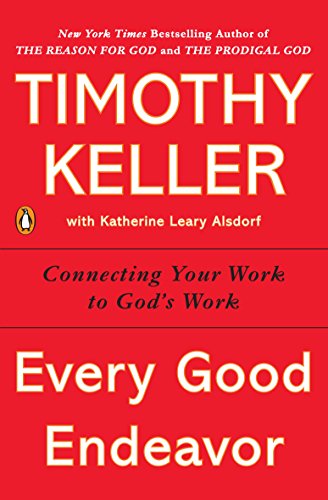 New York Times Bestselling Author of
THE REASON FOR GOD and THE PRODIGAL GOD
TIMOTHY
KELLER
with Katherine Leary Alsdorf
Connecting Your Work
to God's Work
Every Good
Endeavor